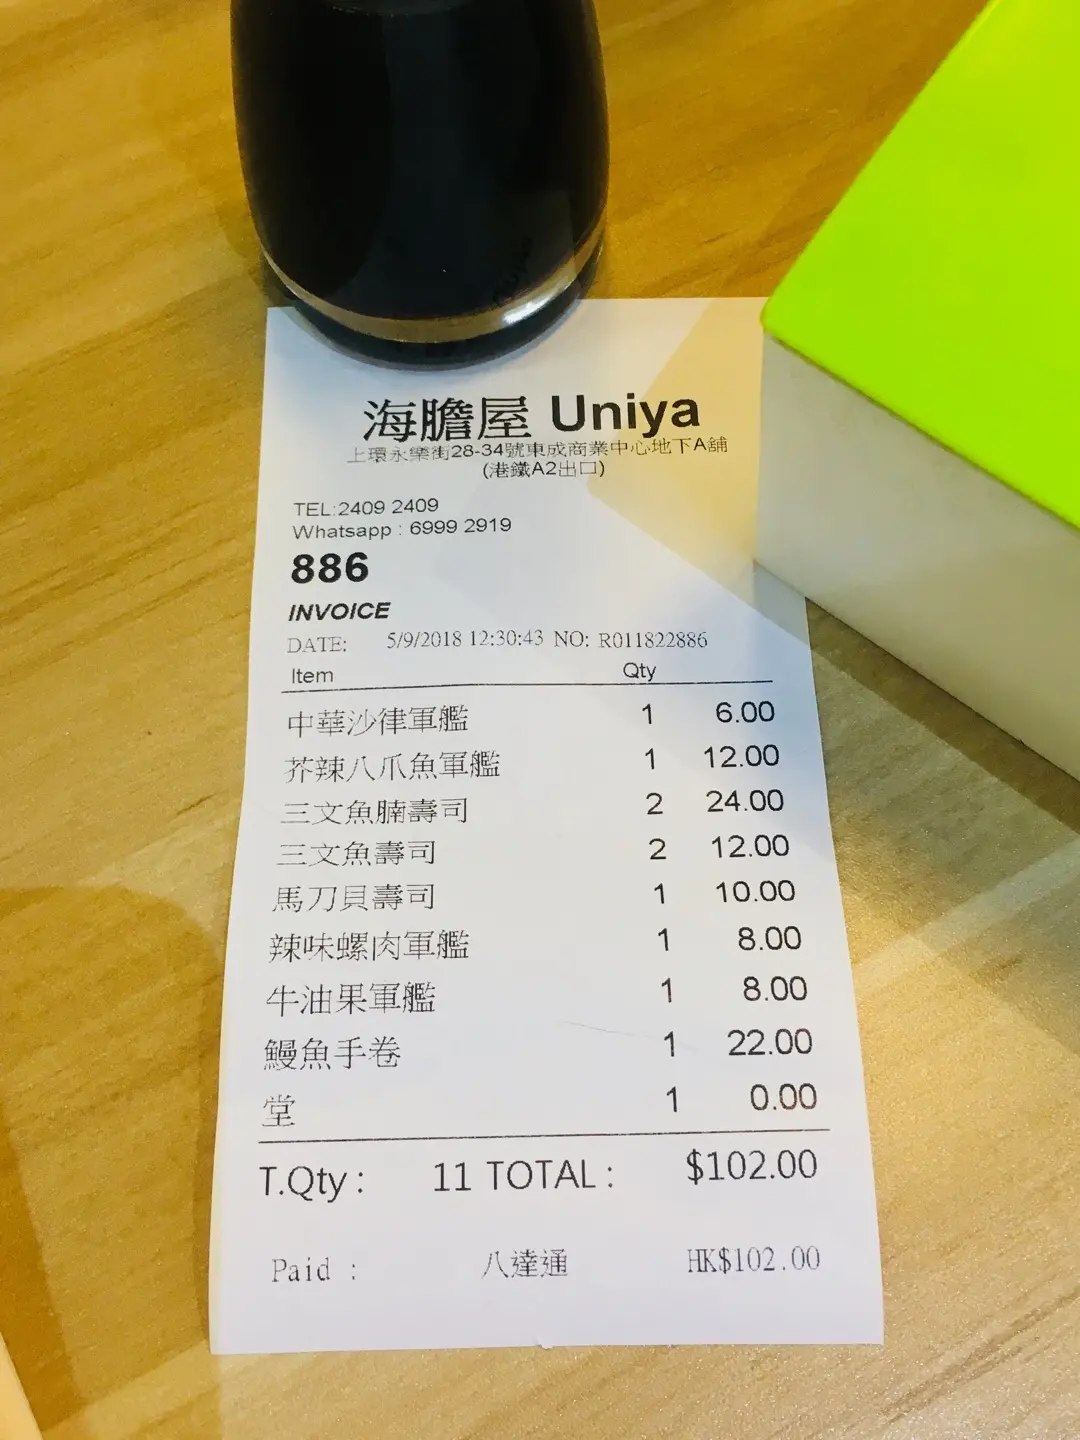 海膽屋 Uniya
上環永樂街28-34號東成商業中心地下A舖
(港鐵A2出口)
TEL:2409 2409
Whatsapp : 6999 2919
886
INVOICE
DATE: 5/9/2018 12:30:43 NO: R011822886
Item Qty
中華沙律軍艦 1 6.00
芥辣八爪魚軍艦 1 12.00
三文魚腩壽司 2 24.00
三文魚壽司 2 12.00
馬刀貝壽司 1 10.00
辣味螺肉軍艦 1 8.00
牛油果軍艦 1 8.00
鰻魚手卷 1 22.00
堂 1 0.00
T.Qty : 11 TOTAL : $102.00
Paid : 八達通 HK$102.00